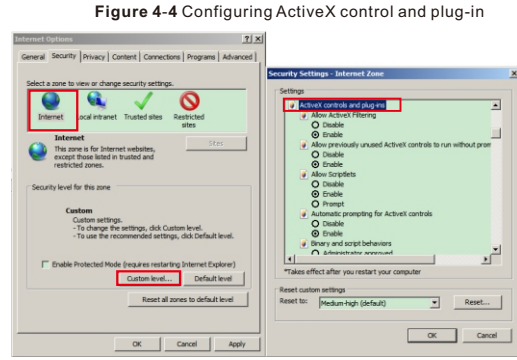 Figure 4-4 Configuring ActiveX control and plug-in
Internet Options
General Security Privacy Content Connections Programs Advanced
Select a zone to view or change security settings.
Internet Local intranet Trusted sites Restricted
sites
Internet
This zone is for Internet websites,
except those listed in trusted and
restricted zones.
Sites
Security level for this zone
Custom
Custom settings.
- To change the settings, click Custom level.
- To use the recommended settings, click Default level.
Enable Protected Mode (requires restarting Internet Explorer)
Custom level... Default level
Reset all zones to default level
OK Cancel Apply
Security Settings - Internet Zone
Settings
ActiveX controls and plug-ins
Allow ActiveX Filtering
Disable
Enable
Allow previously unused ActiveX controls to run without prom
Disable
Enable
Allow Scriptlets
Disable
Enable
Prompt
Automatic prompting for ActiveX controls
Disable
Enable
Binary and script behaviors
Administrator approved
*Takes effect after you restart your computer
Reset custom settings
Reset to: Medium-high (default) Reset...
OK Cancel